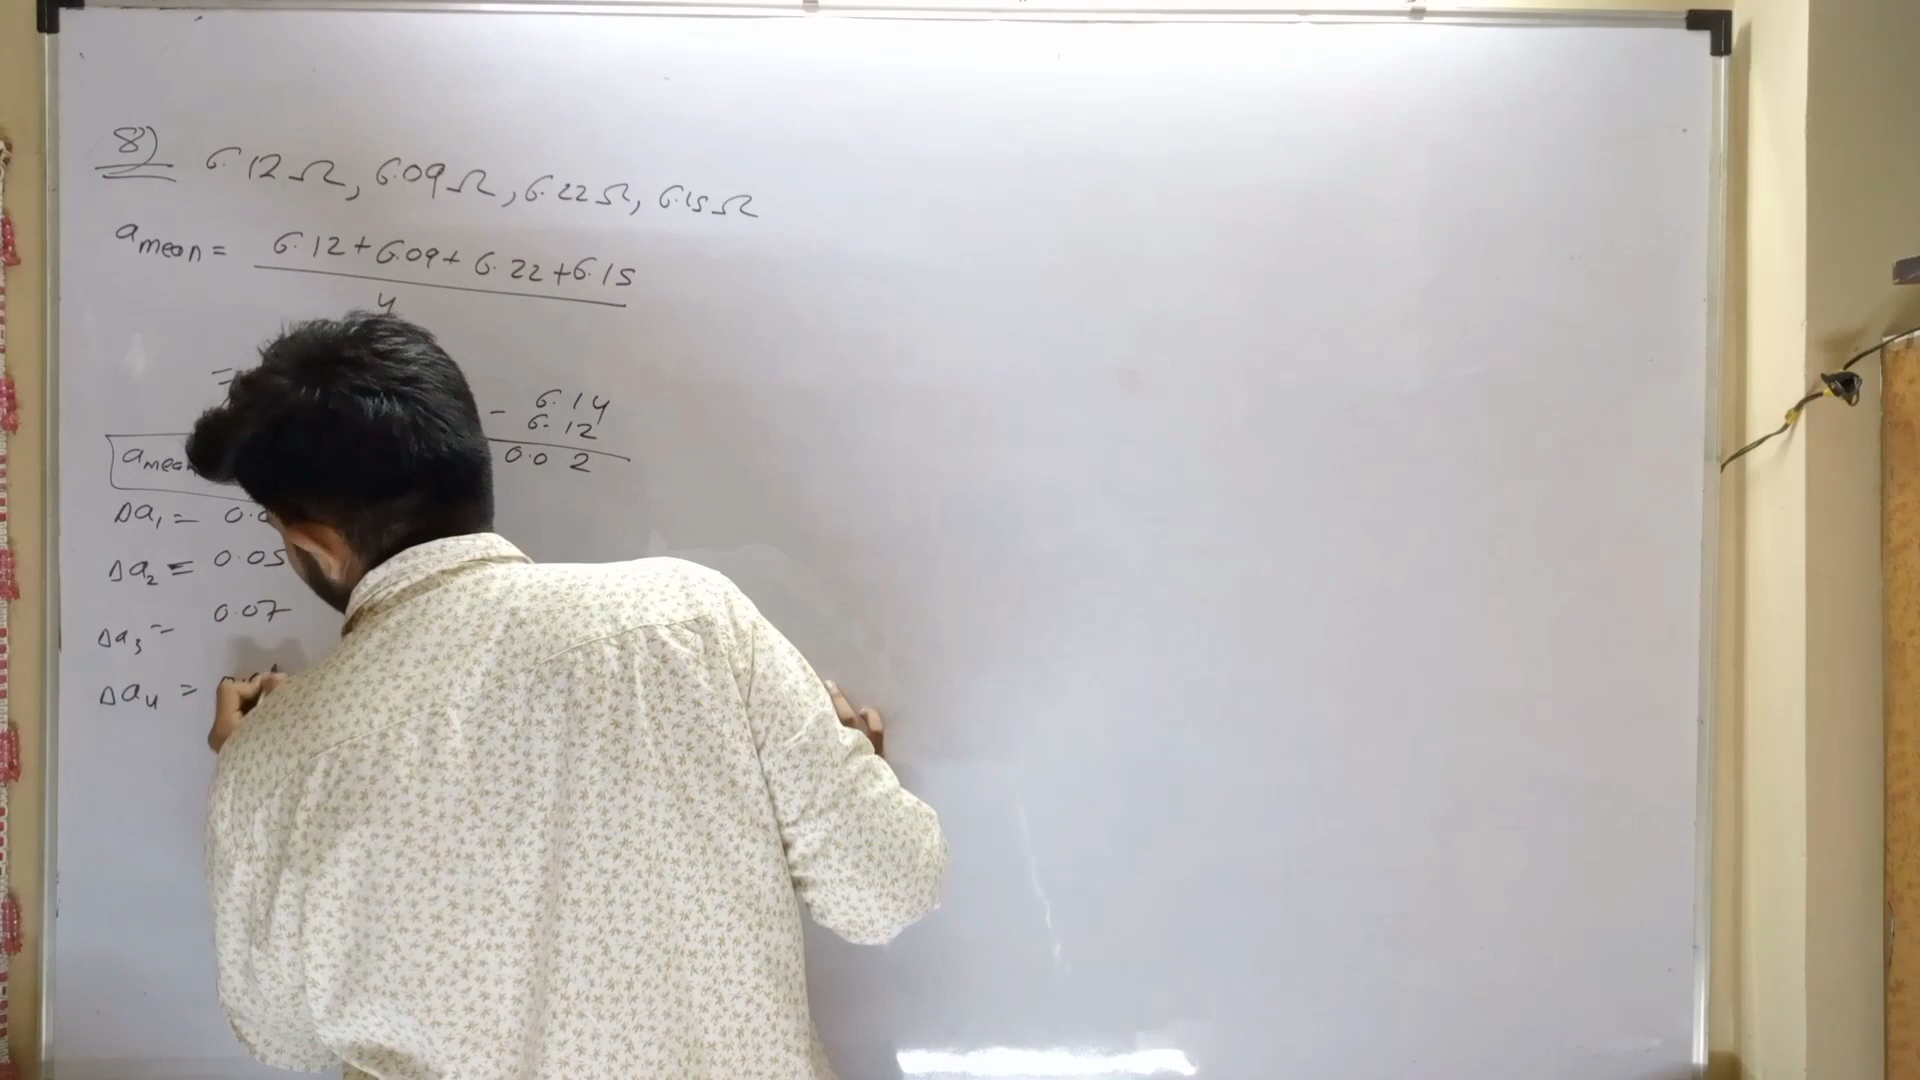 8) 6.12Ω, 6.09Ω, 6.22Ω, 6.15Ω
a mean = 6.12+6.09+6.22+6.15
4
=
- 6.14
6.12
0.02
a mean
Δa₁ = 0.0
Δa₂ = 0.05
Δa₃ = 0.07
Δa₄ =